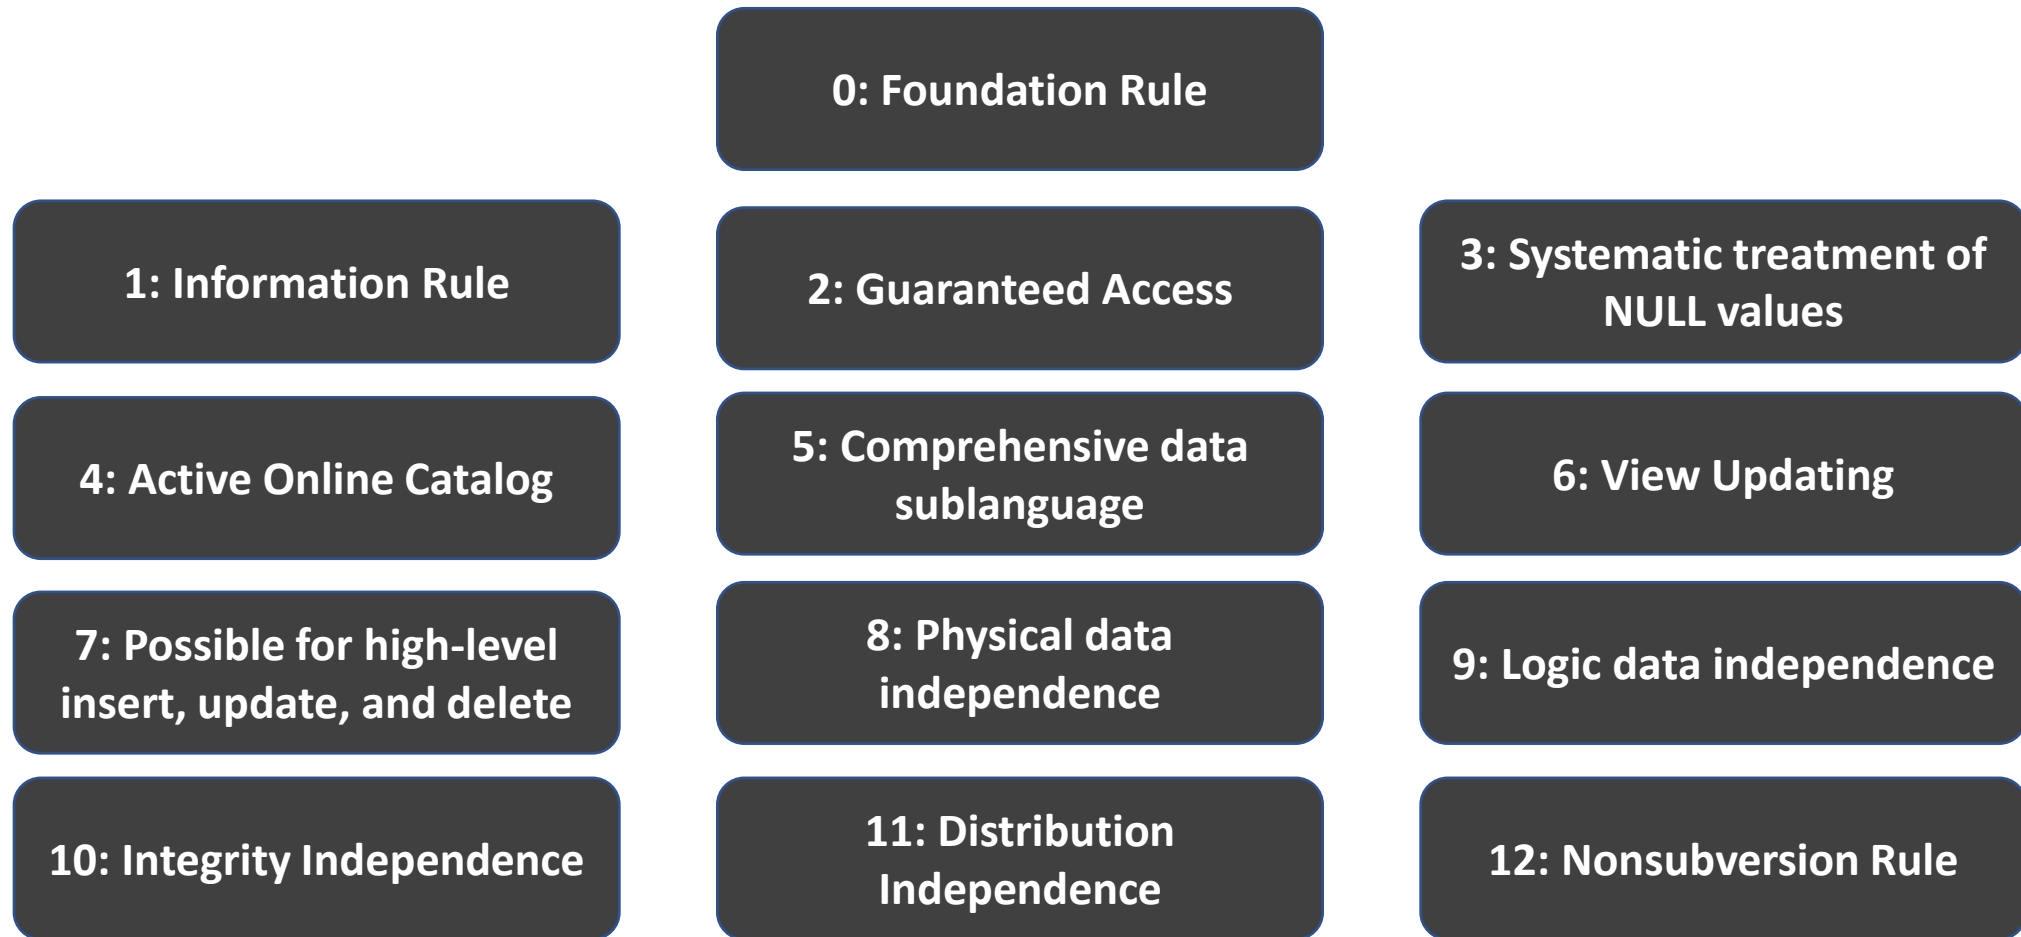 0: Foundation Rule
1: Information Rule
2: Guaranteed Access
3: Systematic treatment of
NULL values
4: Active Online Catalog
5: Comprehensive data
sublanguage
6: View Updating
7: Possible for high-level
insert, update, and delete
8: Physical data
independence
9: Logic data independence
10: Integrity Independence
11: Distribution
Independence
12: Nonsubversion Rule